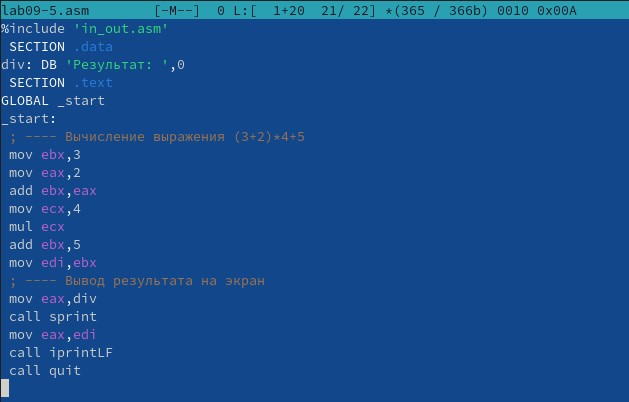 lab09-5.asm [-M--] 0 L:[ 1+20 21/ 22] *(365 / 366b) 0010 0x00A
%include 'in_out.asm'
SECTION .data
div: DB 'Результат: ',0
SECTION .text
GLOBAL _start
_start:
; ---- Вычисление выражения (3+2)*4+5
mov ebx,3
mov eax,2
add ebx,eax
mov ecx,4
mul ecx
add ebx,5
mov edi,ebx
; ---- Вывод результата на экран
mov eax,div
call sprint
mov eax,edi
call iprintLF
call quit